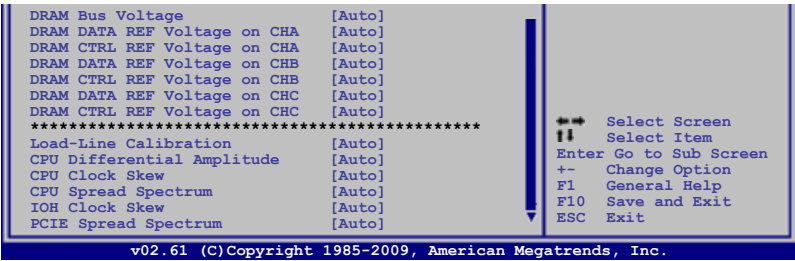 DRAM Bus Voltage [Auto]
DRAM DATA REF Voltage on CHA [Auto]
DRAM CTRL REF Voltage on CHA [Auto]
DRAM DATA REF Voltage on CHB [Auto]
DRAM CTRL REF Voltage on CHB [Auto]
DRAM DATA REF Voltage on CHC [Auto]
DRAM CTRL REF Voltage on CHC [Auto]
***********************************************
Load-Line Calibration [Auto]
CPU Differential Amplitude [Auto]
CPU Clock Skew [Auto]
CPU Spread Spectrum [Auto]
IOH Clock Skew [Auto]
PCIE Spread Spectrum [Auto]
←→ Select Screen
↑↓ Select Item
Enter Go to Sub Screen
+- Change Option
F1 General Help
F10 Save and Exit
ESC Exit
v02.61 (C)Copyright 1985-2009, American Megatrends, Inc.